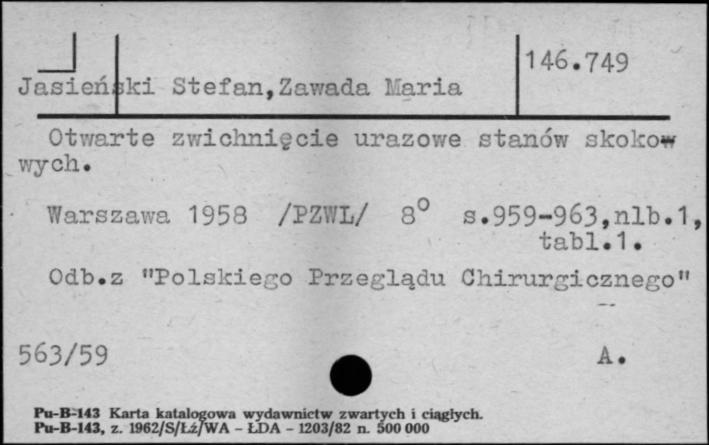 146.749
Jasieński Stefan,Zawada Maria
Otwarte zwichnięcie urazowe stanów skokow
wych.
Warszawa 1958 /PZWL/ 8° s.959-963,nlb.1,
tabl.1.
Odb.z "Polskiego Przeglądu Chirurgicznego"
563/59 A.
Pu-B-143 Karta katalogowa wydawnictw zwartych i ciągłych.
Pu-B-143, z. 1962/S/Łź/WA - ŁDA - 1203/82 n. 500 000